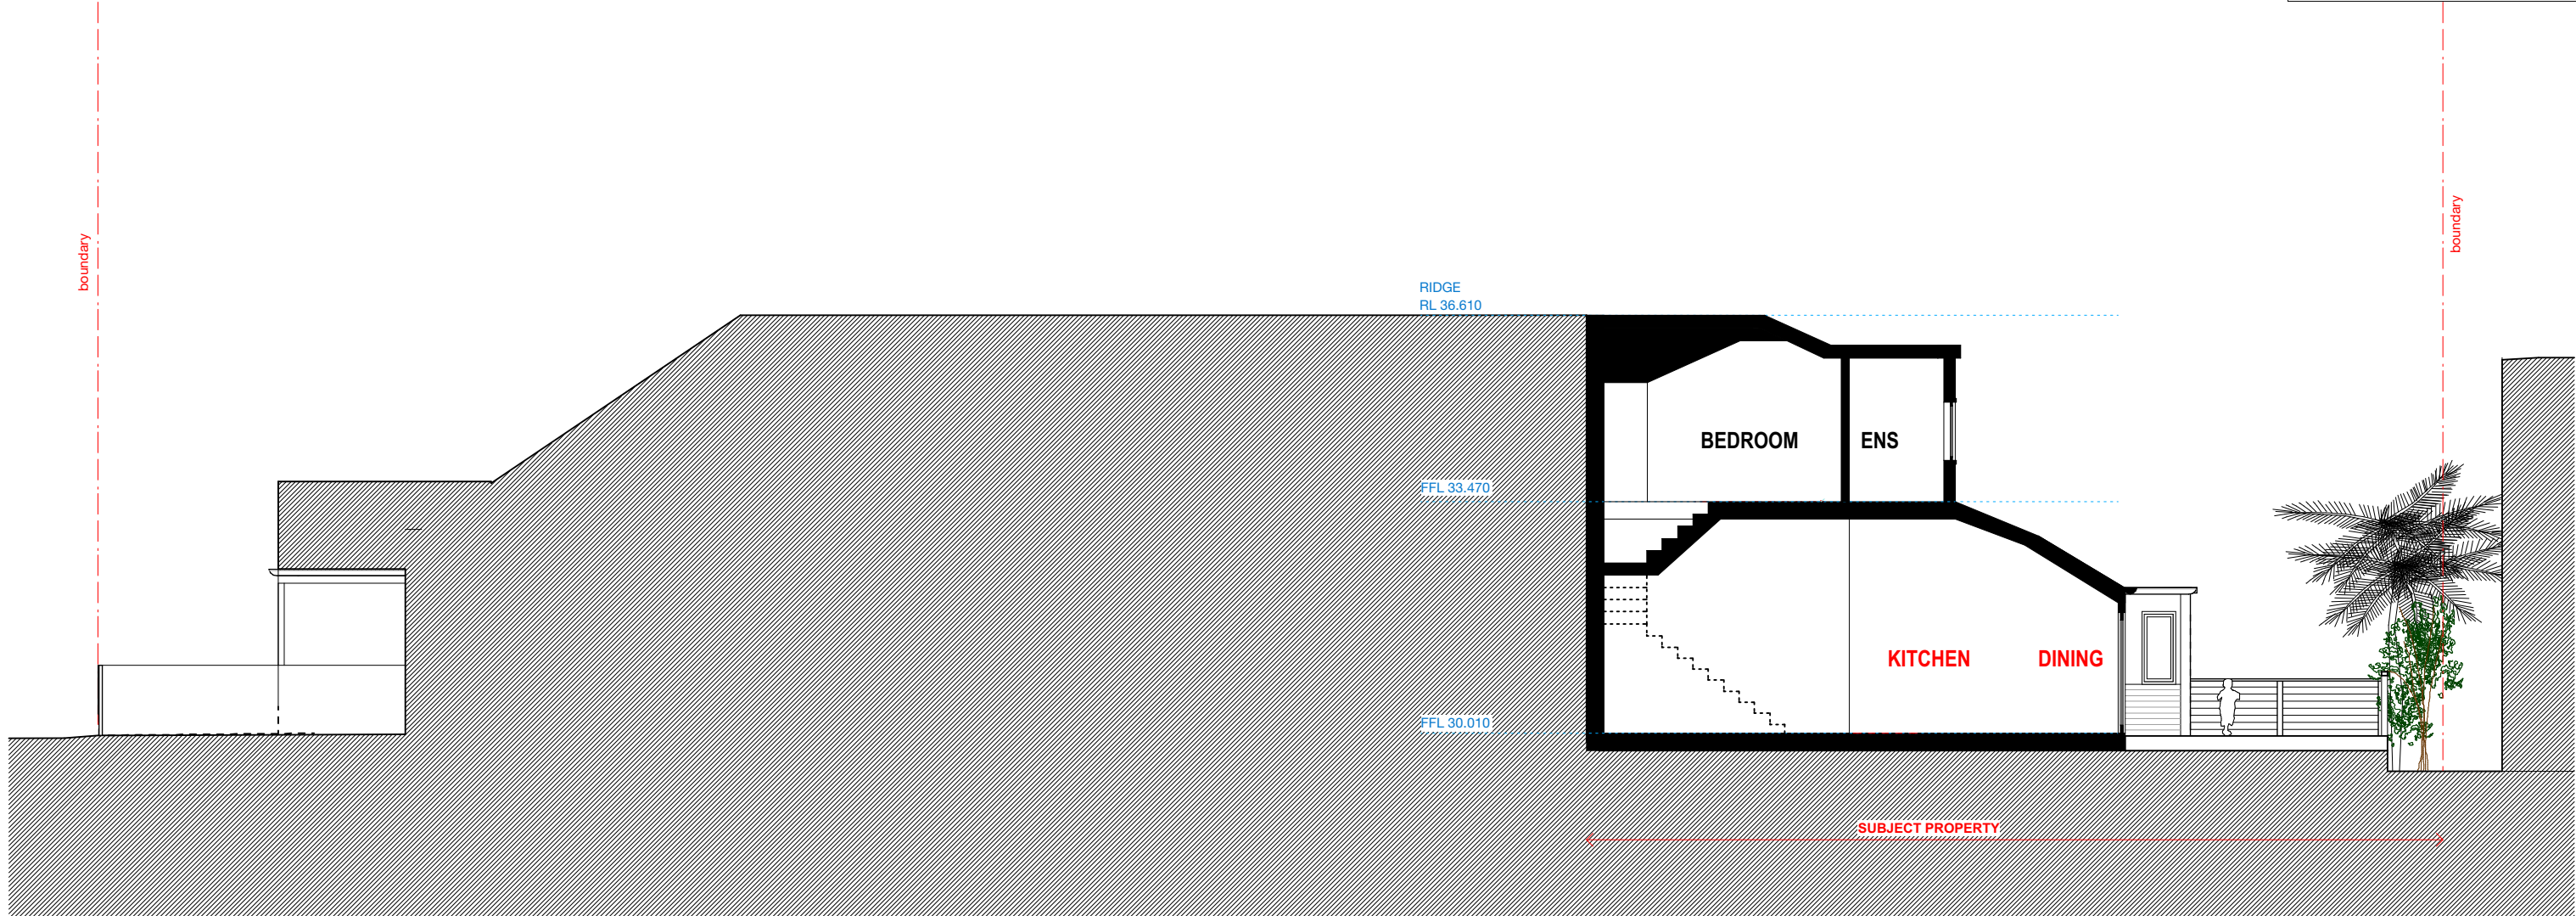 boundary
boundary
RIDGE
RL 36.610
BEDROOM
ENS
FFL 33.470
KITCHEN
DINING
FFL 30.010
SUBJECT PROPERTY